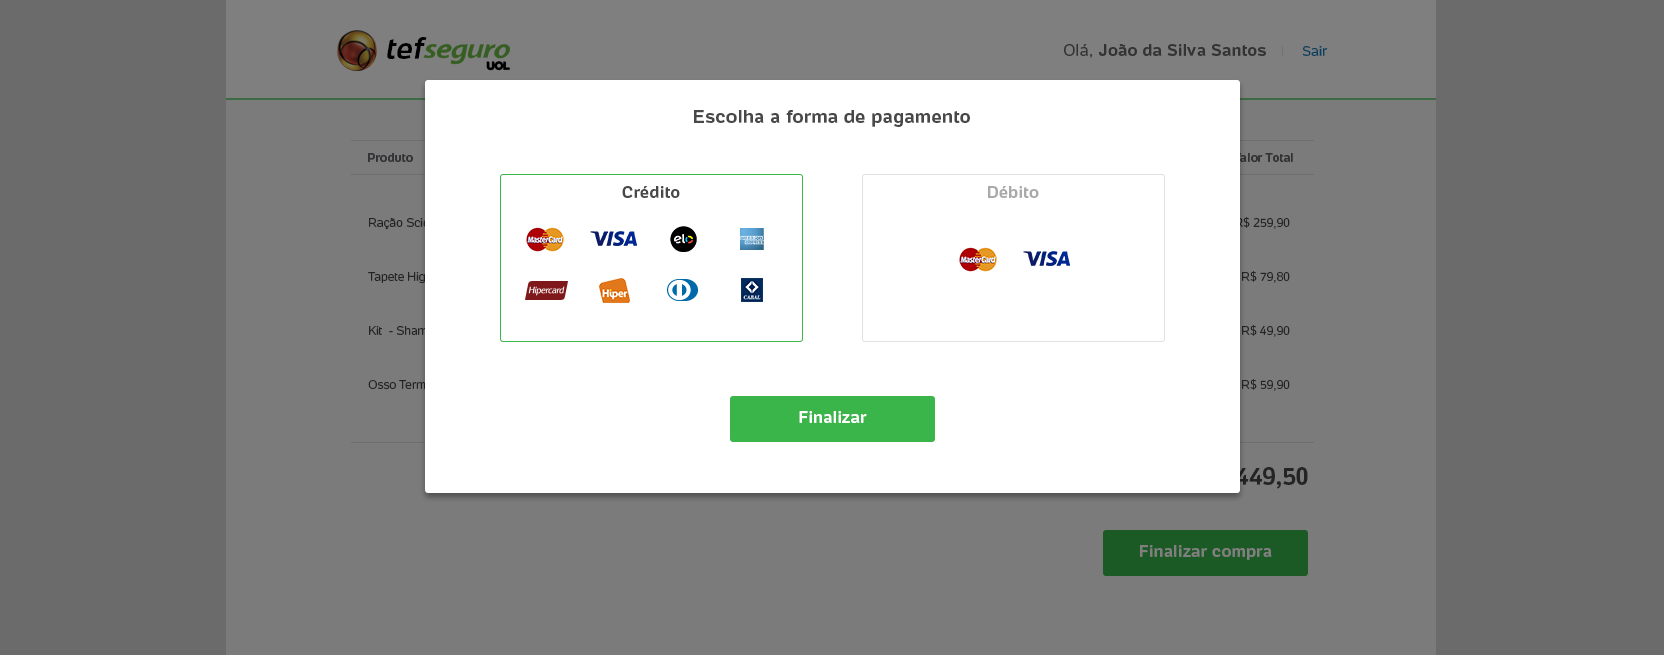 tefseguro
UOL
Olá, João da Silva Santos
Sair
Escolha a forma de pagamento
Produto
alor Total
Crédito
Débito
MasterCard VISA elo
MasterCard VISA
Hipercard Hiper CABAL
Ração Scie
R$ 259,90
Tapete Hig
R$ 79,80
Kit - Sham
R$ 49,90
Osso Term
R$ 59,90
Finalizar
449,50
Finalizar compra